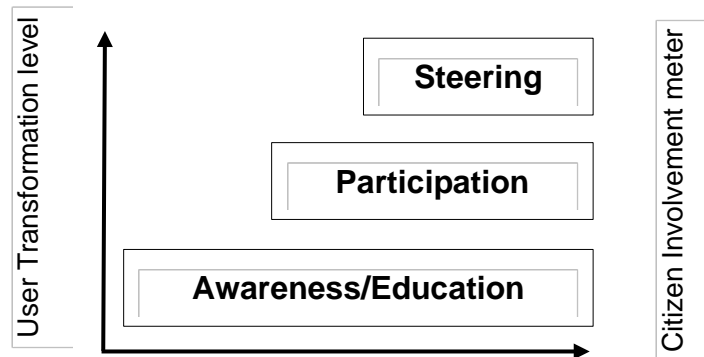 User Transformation level
Steering
Participation
Awareness/Education
Citizen Involvement meter